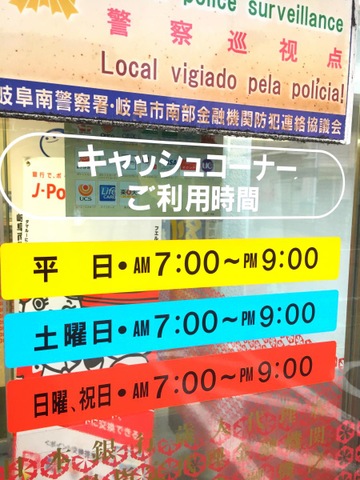 police surveillance
警察巡視点
Local vigiado pela polícia!
岐阜南警察署・岐阜市南部金融機関防犯連絡協議会
キャッシュコーナー
ご利用時間
J-Po
UCS
Life
平 日・AM7:00〜PM9:00
土曜日・AM7:00〜PM9:00
日曜、祝日・AM7:00〜PM9:00